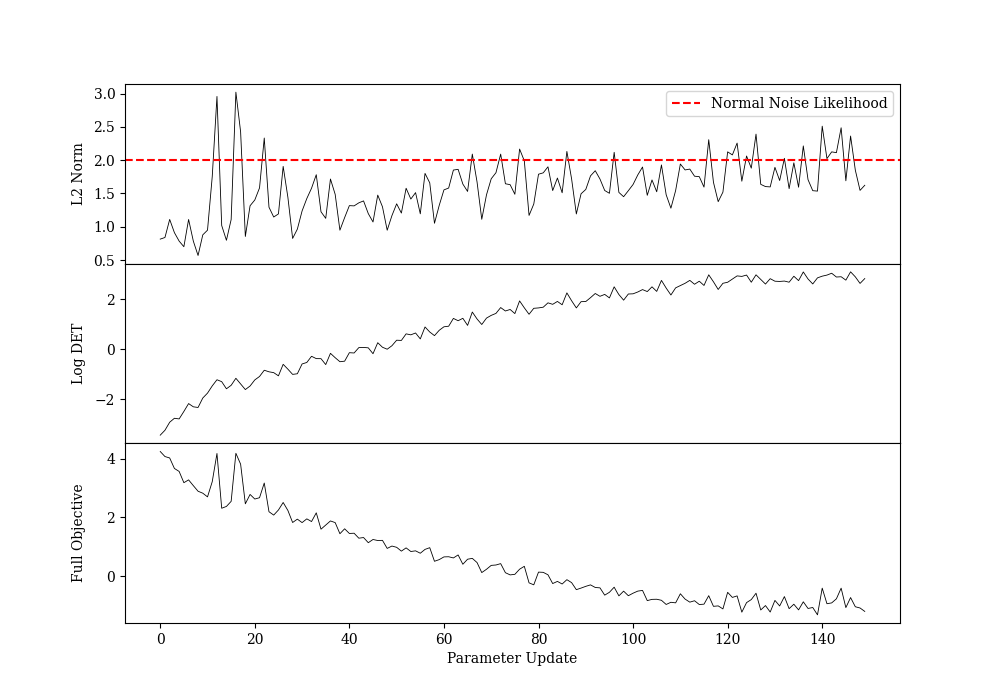 Normal Noise Likelihood
L2 Norm
3.0
2.5
2.0
1.5
1.0
0.5
Log DET
2
0
−2
Full Objective
4
2
0
0 20 40 60 80 100 120 140
Parameter Update